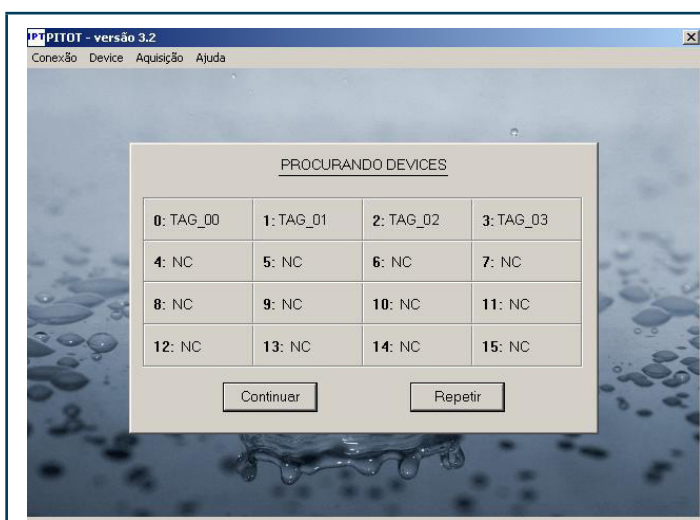 IPT PITOT - versão 3.2
Conexão Device Aquisição Ajuda
PROCURANDO DEVICES
0: TAG_00 1: TAG_01 2: TAG_02 3: TAG_03
4: NC 5: NC 6: NC 7: NC
8: NC 9: NC 10: NC 11: NC
12: NC 13: NC 14: NC 15: NC
Continuar Repetir